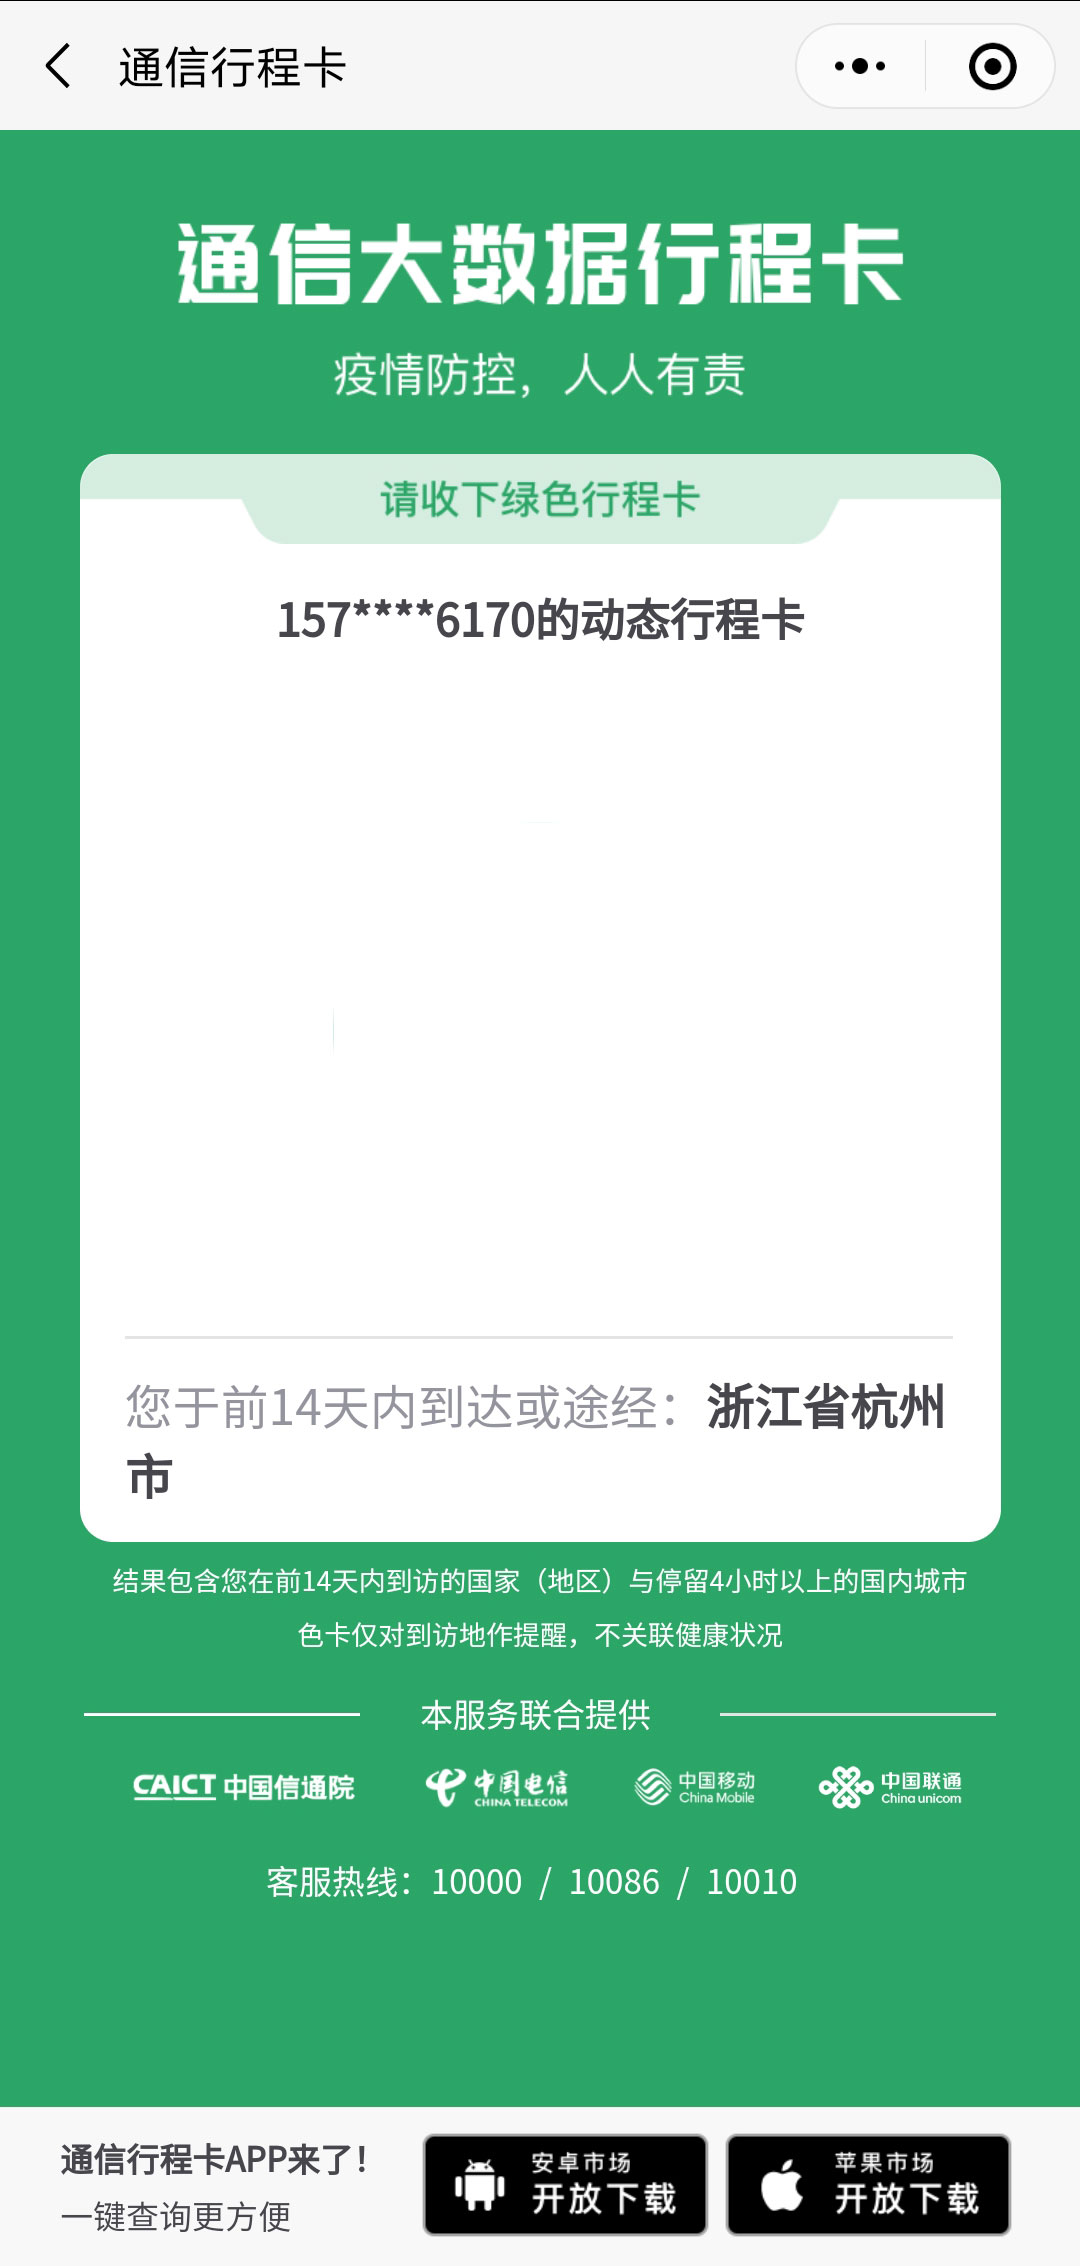 通信行程卡
通信大数据行程卡
疫情防控，人人有责
请收下绿色行程卡
157****6170的动态行程卡
您于前14天内到达或途经：浙江省杭州
市
结果包含您在前14天内到访的国家（地区）与停留4小时以上的国内城市
色卡仅对到访地作提醒，不关联健康状况
本服务联合提供
CAICT 中国信通院
中国电信
CHINA TELECOM
中国移动
China Mobile
中国联通
China unicom
客服热线：10000 / 10086 / 10010
通信行程卡APP来了！
一键查询更方便
安卓市场
开放下载
苹果市场
开放下载